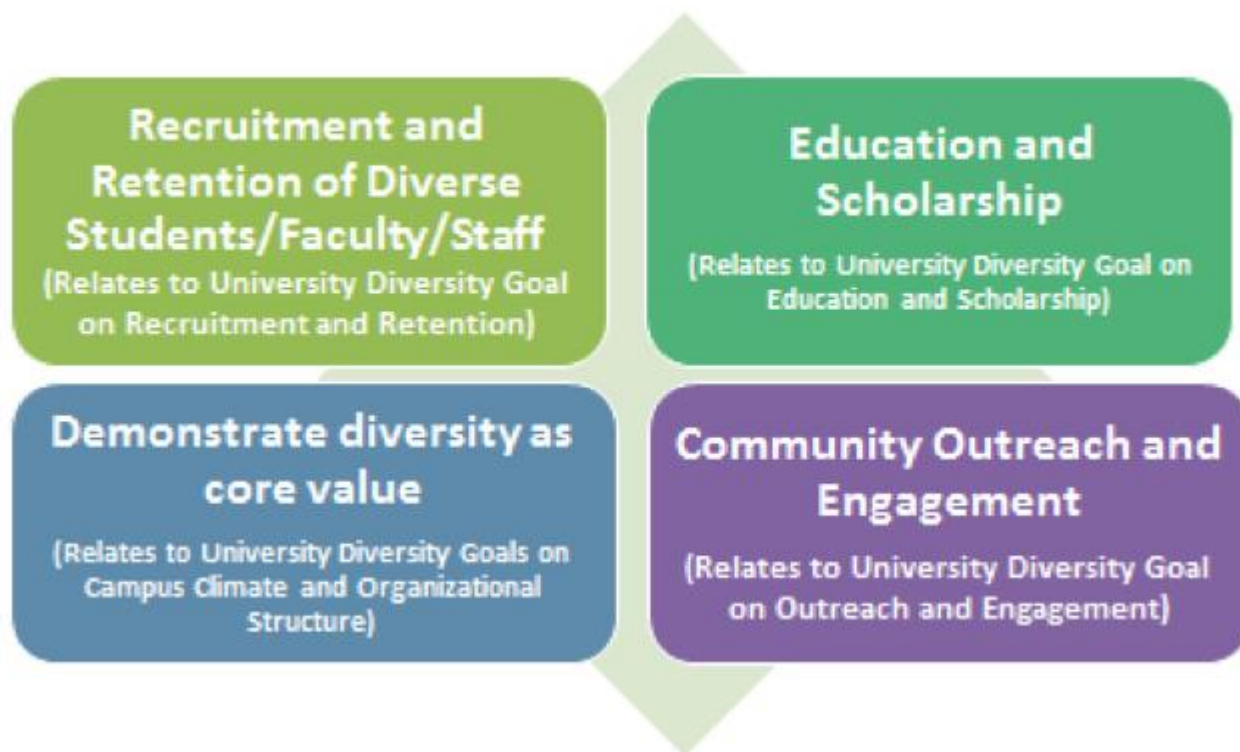 Recruitment and
Retention of Diverse
Students/Faculty/Staff
(Relates to University Diversity Goal
on Recruitment and Retention)
Education and
Scholarship
(Relates to University Diversity Goal on
Education and Scholarship)
Demonstrate diversity as
core value
(Relates to University Diversity Goals on
Campus Climate and Organizational
Structure)
Community Outreach and
Engagement
(Relates to University Diversity Goal
on Outreach and Engagement)